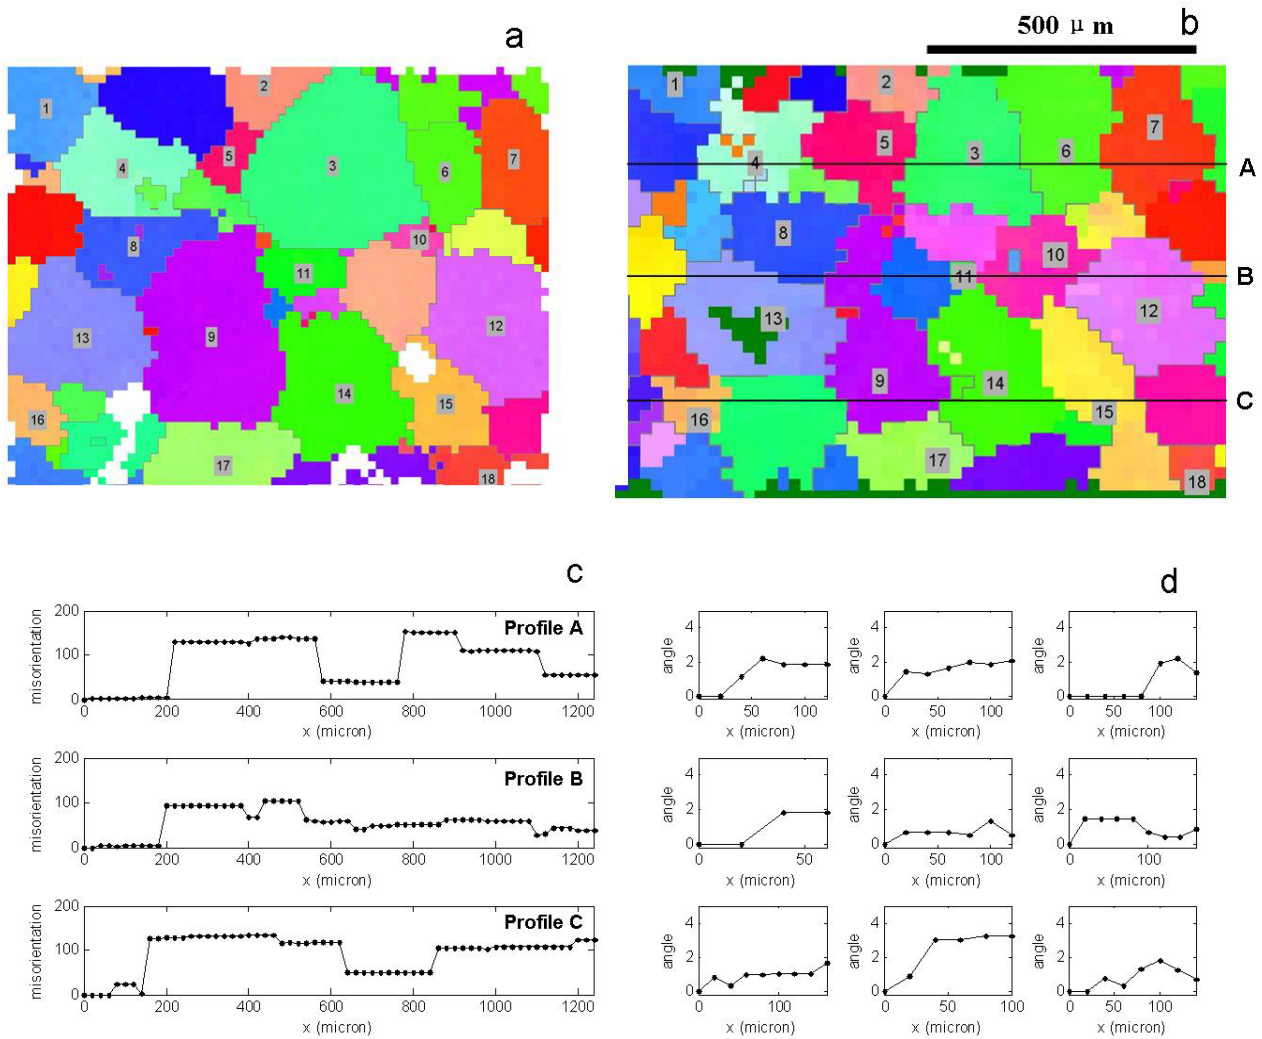 a
500 μ m
b
1
2
3
4
5
6
7
8
9
10
11
12
13
14
15
16
17
18
1
2
3
4
5
6
7
8
9
10
11
12
13
14
15
16
17
18
A
B
C
c
d
Profile A
misorientation
200
100
0
0 200 400 600 800 1000 1200
x (micron)
Profile B
misorientation
200
100
0
0 200 400 600 800 1000 1200
x (micron)
Profile C
misorientation
200
100
0
0 200 400 600 800 1000 1200
x (micron)
angle
4
2
0
0 50 100
x (micron)
angle
4
2
0
0 50 100
x (micron)
angle
4
2
0
0 50 100
x (micron)
angle
4
2
0
0 50
x (micron)
angle
4
2
0
0 50 100
x (micron)
angle
4
2
0
0 100
x (micron)
angle
4
2
0
0 100
x (micron)
angle
4
2
0
0 50 100
x (micron)
angle
4
2
0
0 50 100
x (micron)